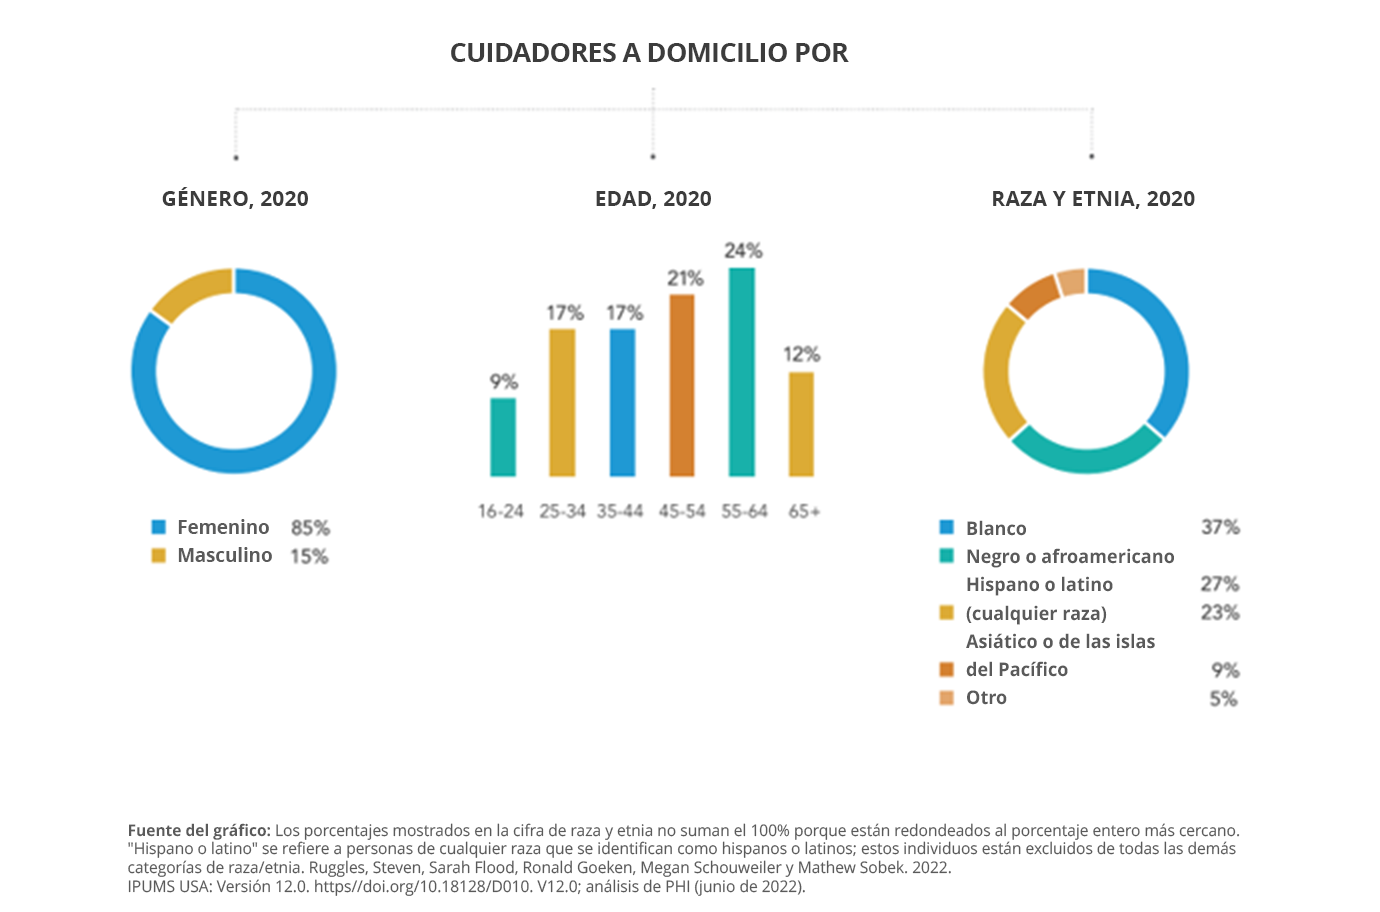 CUIDADORES A DOMICILIO POR
GÉNERO, 2020
Femenino 85%
Masculino 15%
EDAD, 2020
9% 17% 17% 21% 24% 12%
16-24 25-34 35-44 45-54 55-64 65+
RAZA Y ETNIA, 2020
Blanco 37%
Negro o afroamericano
Hispano o latino 27%
(cualquier raza) 23%
Asiático o de las islas
del Pacífico 9%
Otro 5%
Fuente del gráfico: Los porcentajes mostrados en la cifra de raza y etnia no suman el 100% porque están redondeados al porcentaje entero más cercano.
"Hispano o latino" se refiere a personas de cualquier raza que se identifican como hispanos o latinos; estos individuos están excluidos de todas las demás
categorías de raza/etnia. Ruggles, Steven, Sarah Flood, Ronald Goeken, Megan Schouweiler y Mathew Sobek. 2022.
IPUMS USA: Versión 12.0. https//doi.org/10.18128/D010. V12.0; análisis de PHI (junio de 2022).